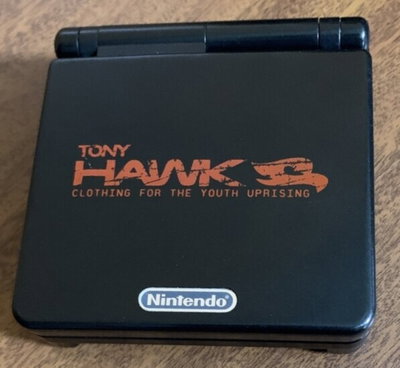 TONY
HAWK
CLOTHING FOR THE YOUTH UPRISING
Nintendo